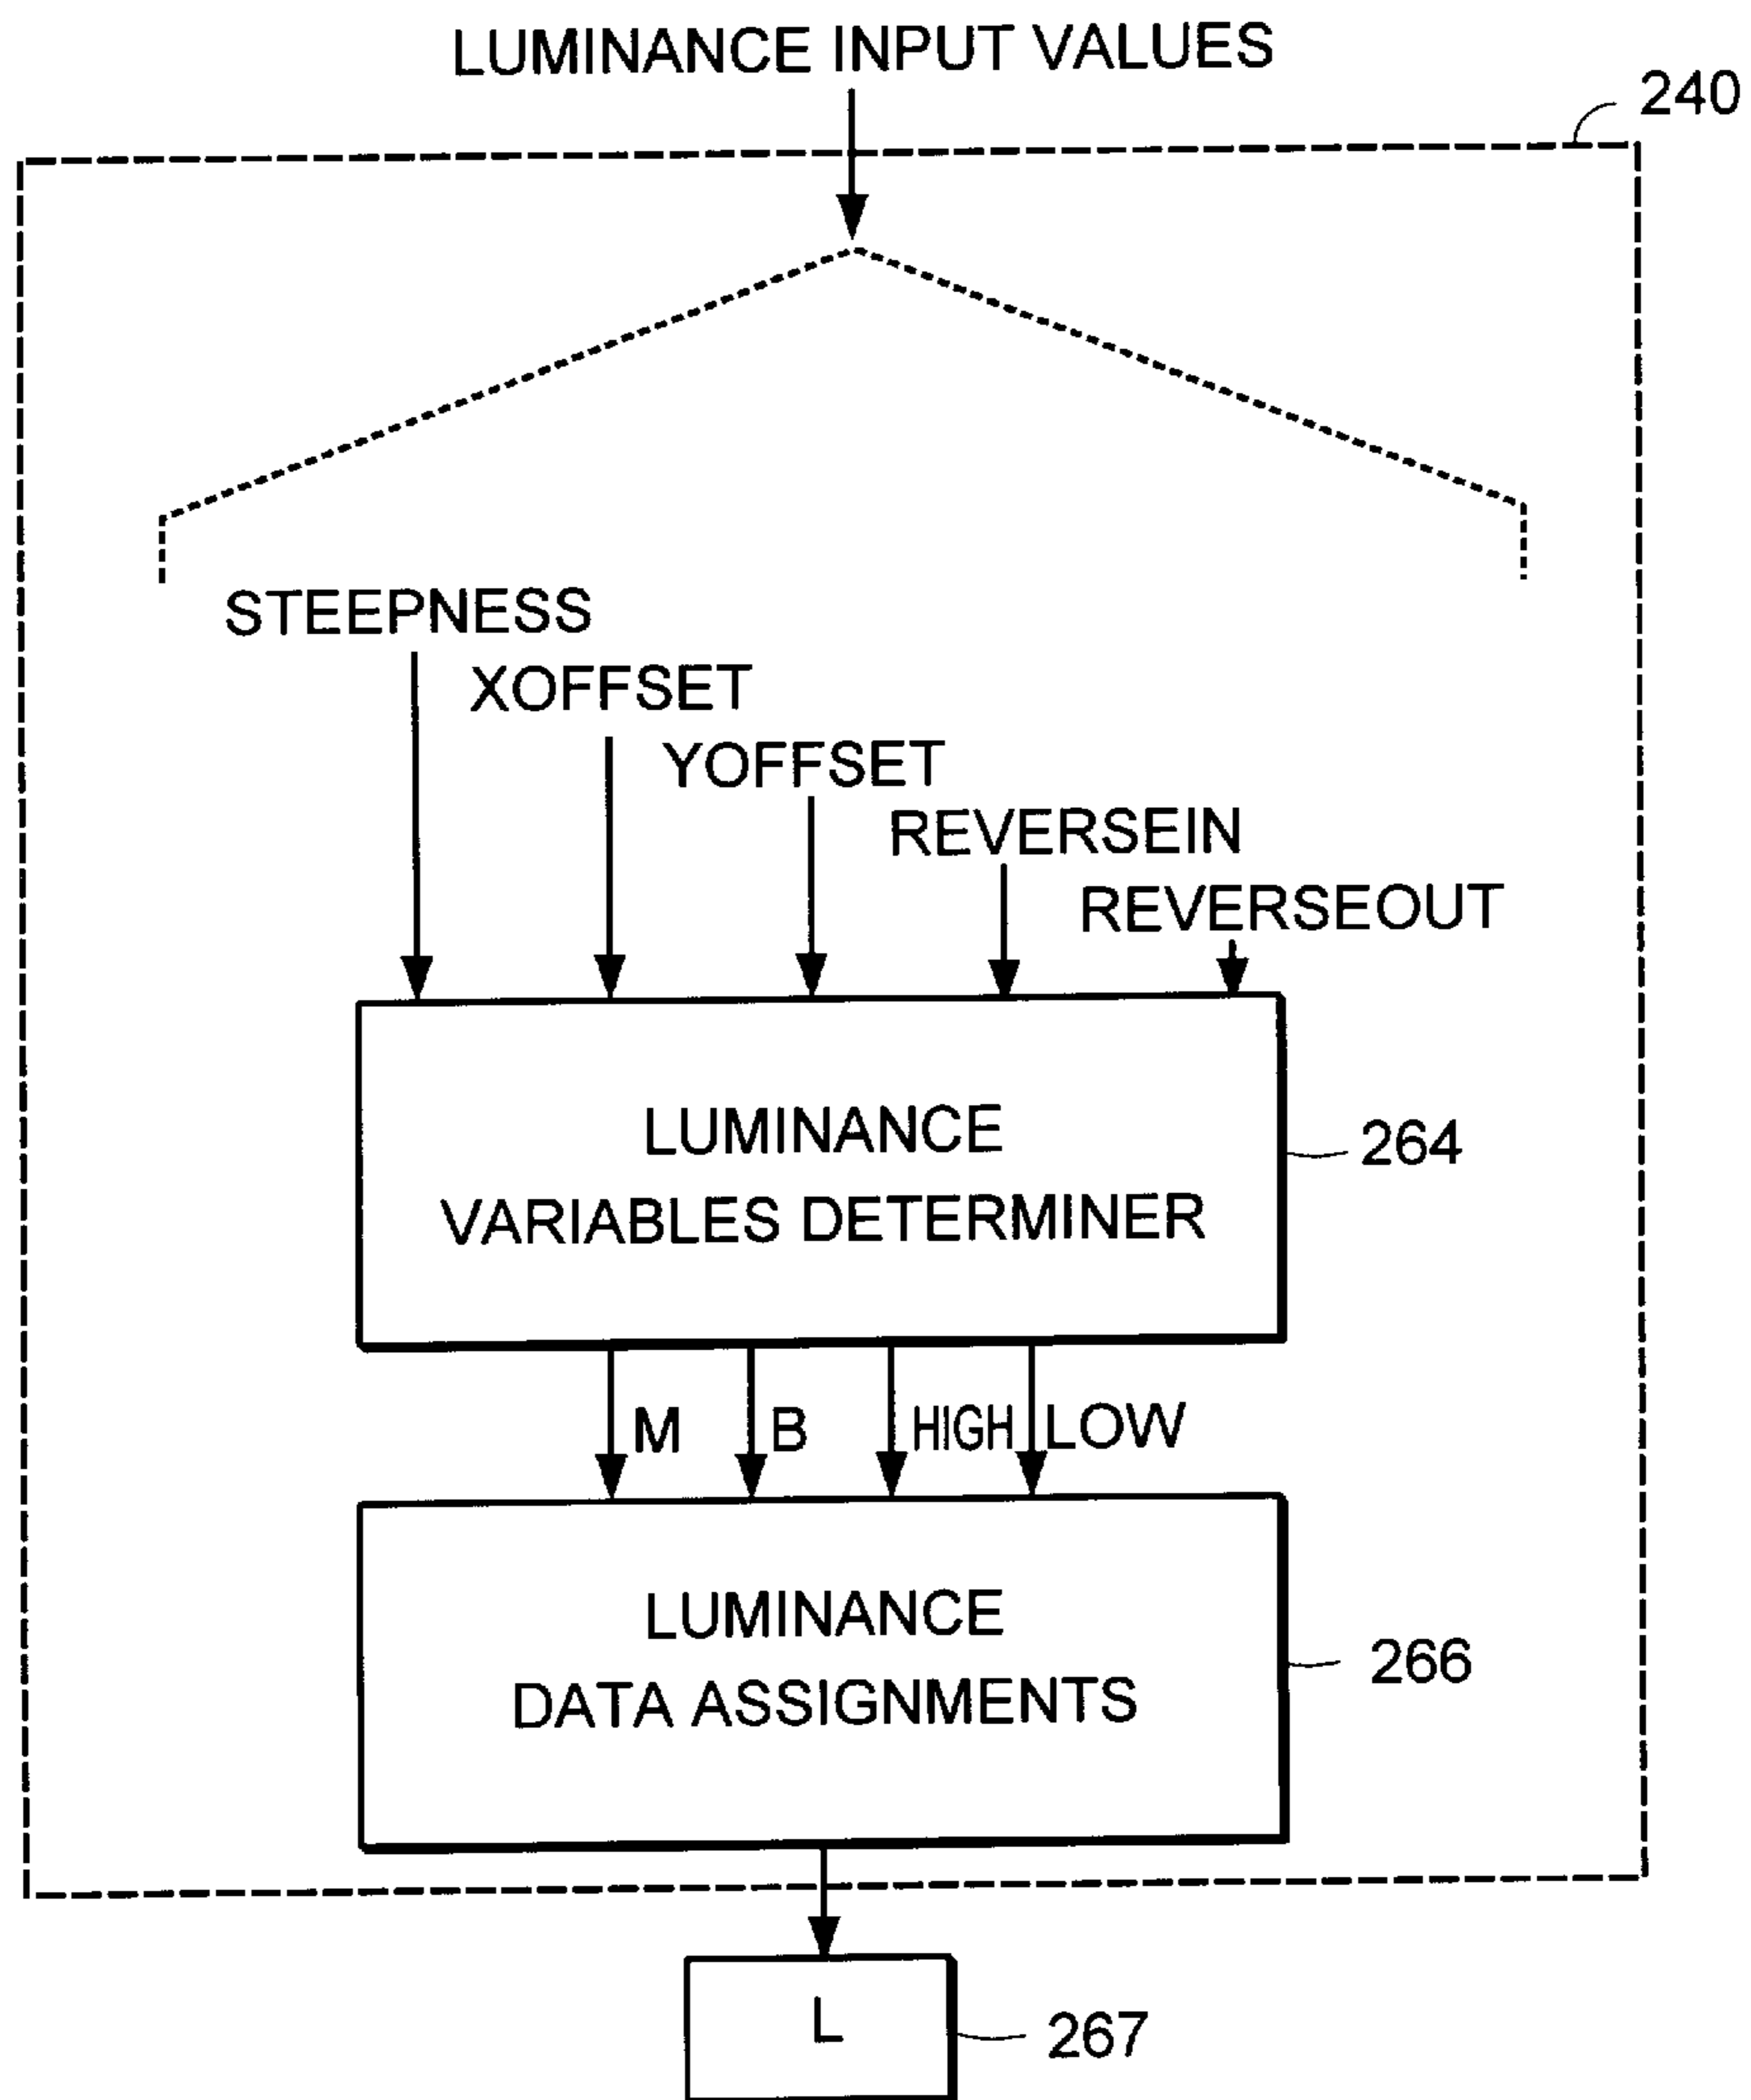 LUMINANCE INPUT VALUES
240
STEEPNESS
XOFFSET
YOFFSET
REVERSEIN
REVERSEOUT
LUMINANCE
VARIABLES DETERMINER
264
M B HIGH LOW
LUMINANCE
DATA ASSIGNMENTS
266
L
267